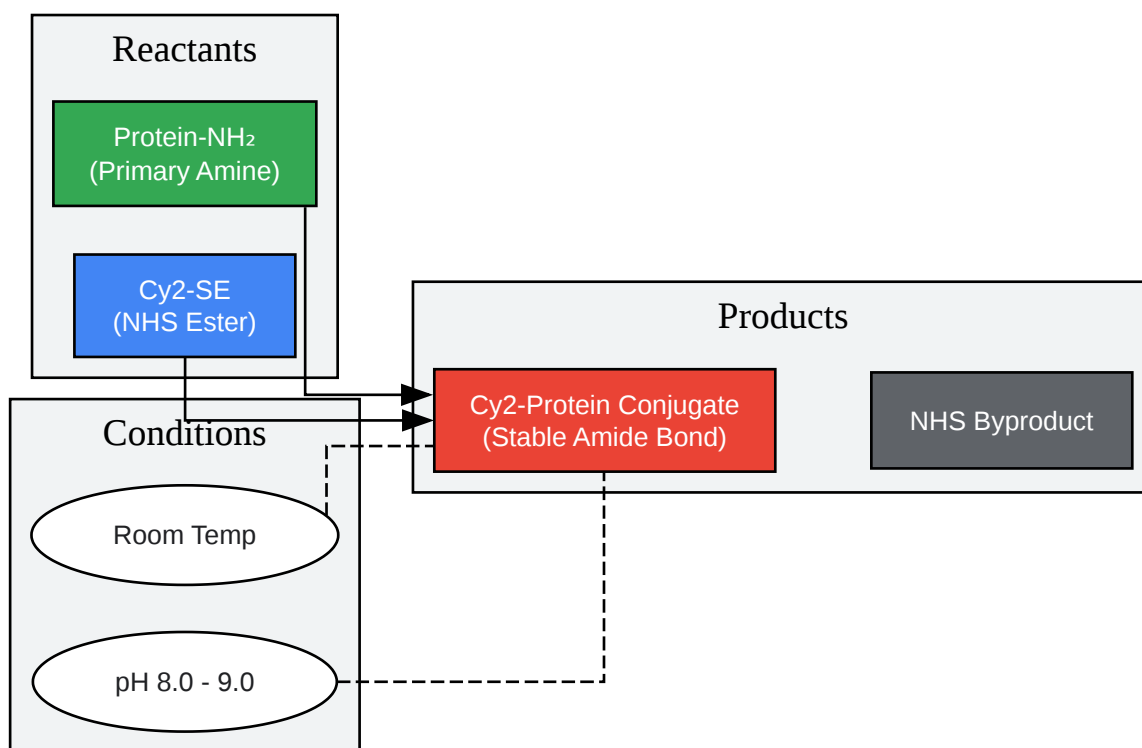 Reactants
Protein-NH₂
(Primary Amine)
Cy2-SE
(NHS Ester)
Products
Cy2-Protein Conjugate
(Stable Amide Bond)
NHS Byproduct
Conditions
Room Temp
pH 8.0 - 9.0